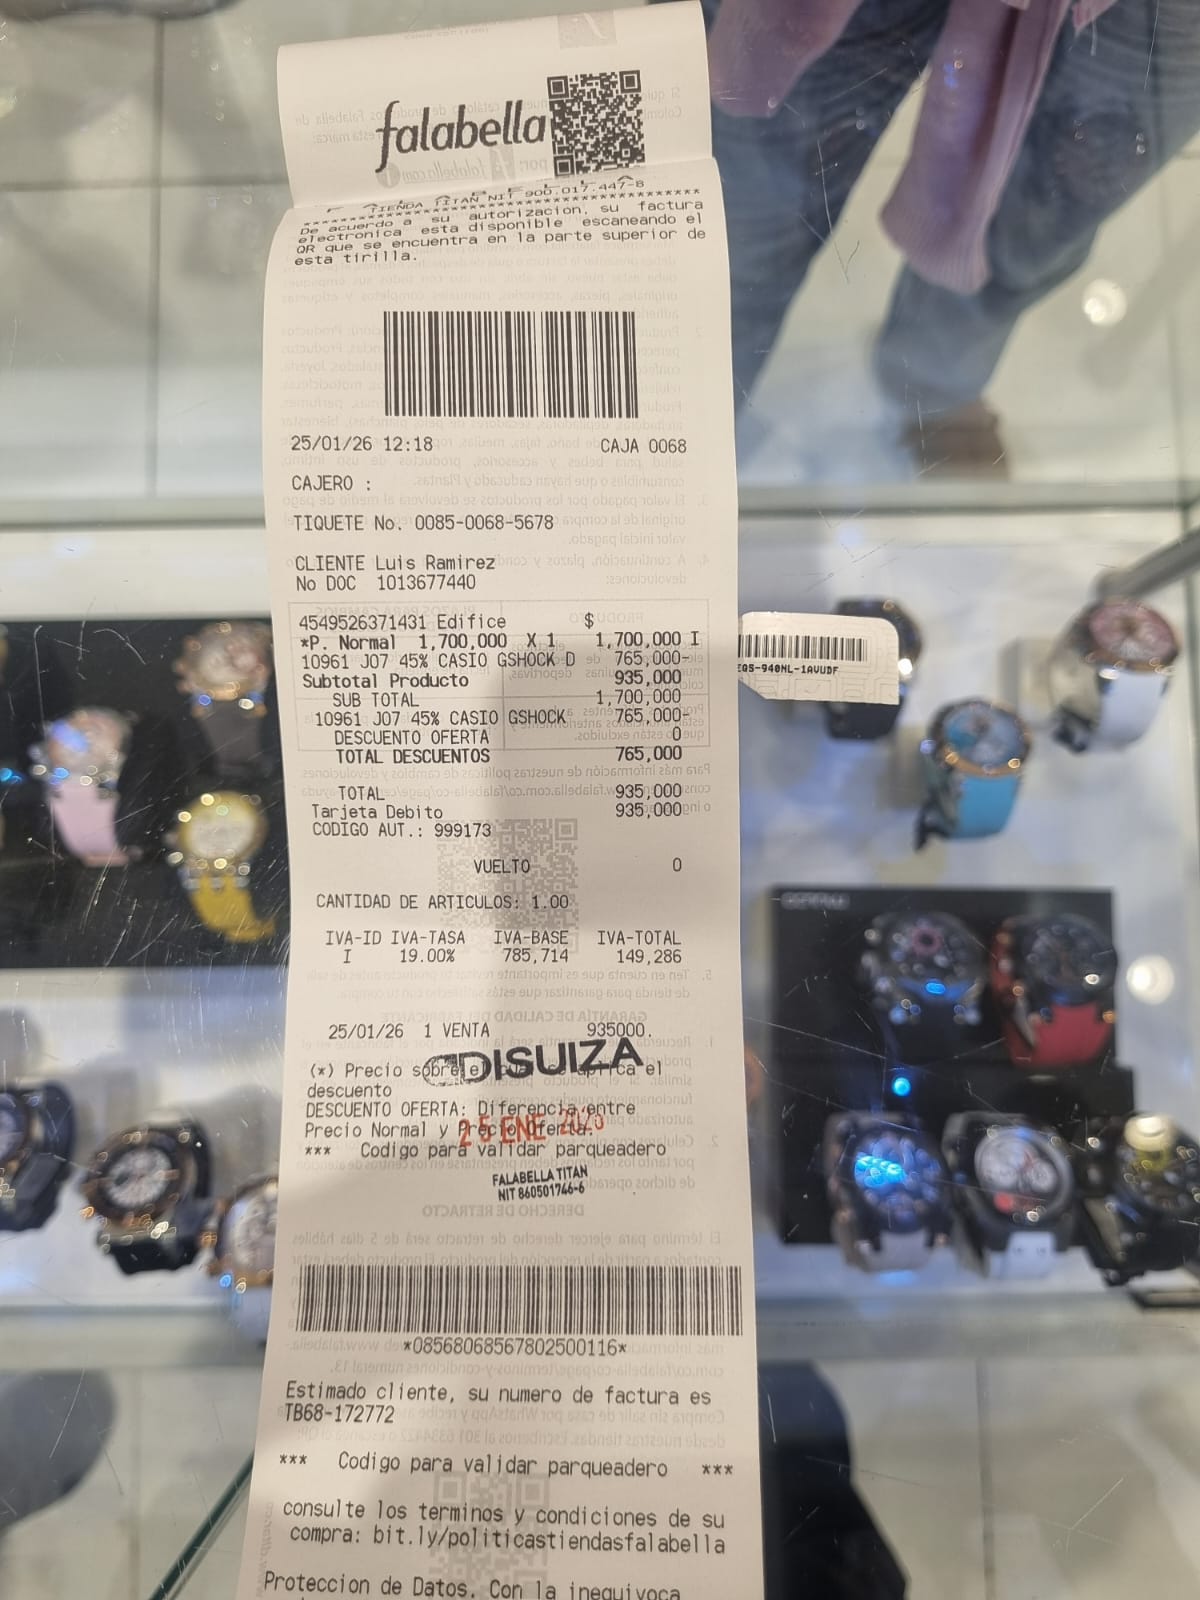 falabella
TIENDA TITAN NIT 900.017.447-8
****************************************
De acuerdo a su autorizacion, su factura
electronica esta disponible escaneando el
QR que se encuentra en la parte superior de
esta tirilla.
25/01/26 12:18 CAJA 0068
CAJERO :
TIQUETE No. 0085-0068-5678
CLIENTE Luis Ramirez
No DOC 1013677440
4549526371431 Edifice $
*P. Normal 1,700,000 X 1 1,700,000 I
10961 J07 45% CASIO GSHOCK D 765,000-
Subtotal Producto 935,000
SUB TOTAL 1,700,000
10961 J07 45% CASIO GSHOCK 765,000-
DESCUENTO OFERTA 0
TOTAL DESCUENTOS 765,000
TOTAL 935,000
Tarjeta Debito 935,000
CODIGO AUT.: 999173
VUELTO 0
CANTIDAD DE ARTICULOS: 1.00
IVA-ID IVA-TASA IVA-BASE IVA-TOTAL
I 19.00% 785,714 149,286
25/01/26 1 VENTA 935000.
DISUIZA
(*) Precio sobre el aplica el
descuento
DESCUENTO OFERTA: Diferencia entre
Precio Normal y Precio Oferta.
25 ENE
*** Codigo para validar parqueadero
FALABELLA TITAN
NIT 860501746-6
*08568068567802500116*
Estimado cliente, su numero de factura es
TB68-172772
*** Codigo para validar parqueadero ***
consulte los terminos y condiciones de su
compra: bit.ly/politicastiendasfalabella
Proteccion de Datos. Con la inequivoca
EQS-940NL-1AVUDF